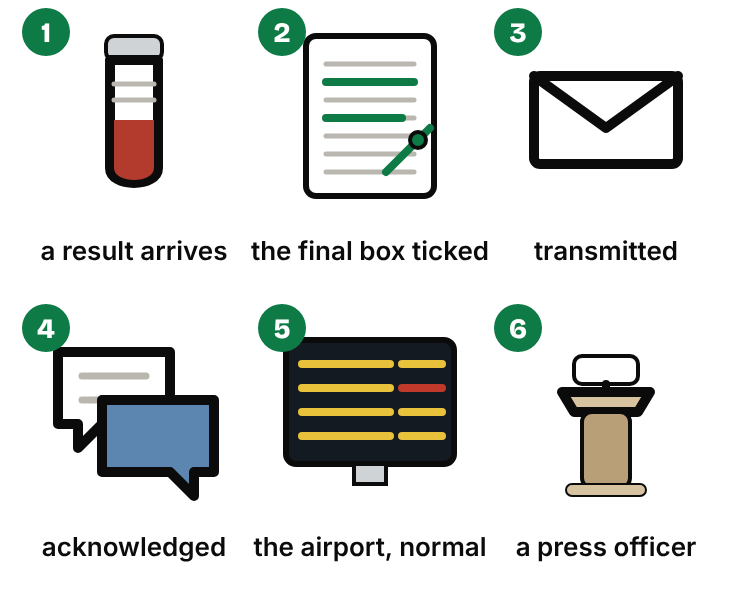 1
2
3
a result arrives
the final box ticked
transmitted
4
5
6
acknowledged
the airport, normal
a press officer